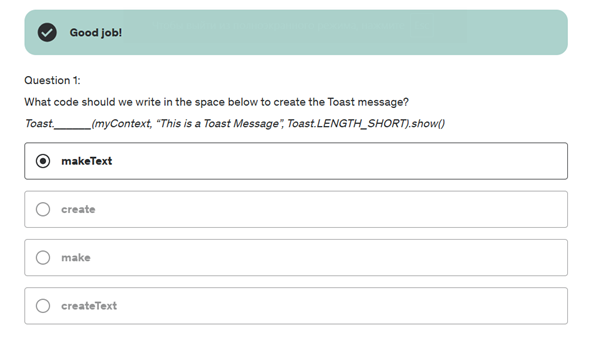 Good job!
Question 1:
What code should we write in the space below to create the Toast message?
Toast.______(myContext, “This is a Toast Message”, Toast.LENGTH_SHORT).show()
makeText
create
make
createText